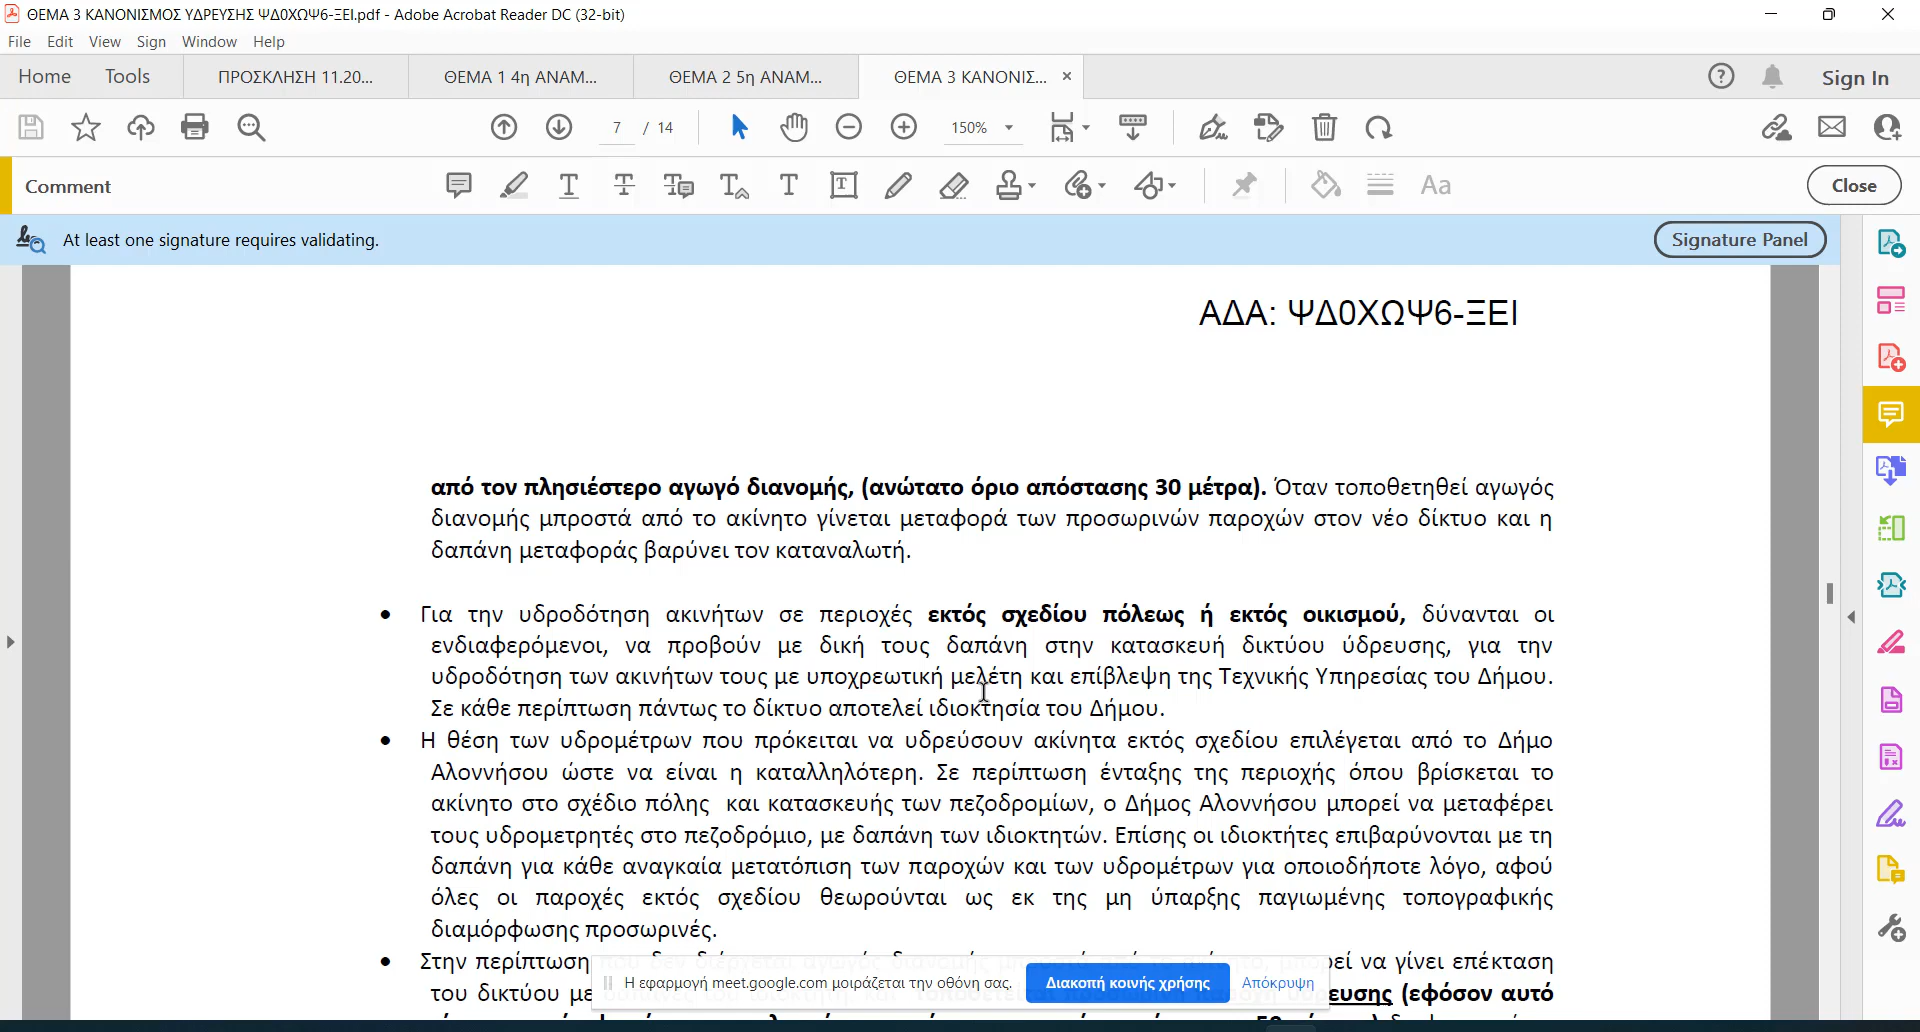 ΘΕΜΑ 3 ΚΑΝΟΝΙΣΜΟΣ ΥΔΡΕΥΣΗΣ ΨΔ0ΧΩΨ6-ΞΕΙ.pdf - Adobe Acrobat Reader DC (32-bit)
File Edit View Sign Window Help
Home Tools ΠΡΟΣΚΛΗΣΗ 11.20... ΘΕΜΑ 1 4η ΑΝΑΜ... ΘΕΜΑ 2 5η ΑΝΑΜ... ΘΕΜΑ 3 ΚΑΝΟΝΙΣ... × Sign In
7 / 14 150%
Comment Aa Close
At least one signature requires validating. Signature Panel
ΑΔΑ: ΨΔ0ΧΩΨ6-ΞΕΙ
από τον πλησιέστερο αγωγό διανομής, (ανώτατο όριο απόστασης 30 μέτρα). Όταν τοποθετηθεί αγωγός
διανομής μπροστά από το ακίνητο γίνεται μεταφορά των προσωρινών παροχών στον νέο δίκτυο και η
δαπάνη μεταφοράς βαρύνει τον καταναλωτή.
• Για την υδροδότηση ακινήτων σε περιοχές εκτός σχεδίου πόλεως ή εκτός οικισμού, δύνανται οι
ενδιαφερόμενοι, να προβούν με δική τους δαπάνη στην κατασκευή δικτύου ύδρευσης, για την
υδροδότηση των ακινήτων τους με υποχρεωτική μελέτη και επίβλεψη της Τεχνικής Υπηρεσίας του Δήμου.
Σε κάθε περίπτωση πάντως το δίκτυο αποτελεί ιδιοκτησία του Δήμου.
• Η θέση των υδρομέτρων που πρόκειται να υδρεύσουν ακίνητα εκτός σχεδίου επιλέγεται από το Δήμο
Αλοννήσου ώστε να είναι η καταλληλότερη. Σε περίπτωση ένταξης της περιοχής όπου βρίσκεται το
ακίνητο στο σχέδιο πόλης και κατασκευής των πεζοδρομίων, ο Δήμος Αλοννήσου μπορεί να μεταφέρει
τους υδρομετρητές στο πεζοδρόμιο, με δαπάνη των ιδιοκτητών. Επίσης οι ιδιοκτήτες επιβαρύνονται με τη
δαπάνη για κάθε αναγκαία μετατόπιση των παροχών και των υδρομέτρων για οποιοδήποτε λόγο, αφού
όλες οι παροχές εκτός σχεδίου θεωρούνται ως εκ της μη ύπαρξης παγιωμένης τοπογραφικής
διαμόρφωσης προσωρινές.
• Στην περίπτωση να γίνει επέκταση
Η εφαρμογή meet.google.com μοιράζεται την οθόνη σας. Διακοπή κοινής χρήσης Απόκρυψη
του δικτύου με (εφόσον αυτό